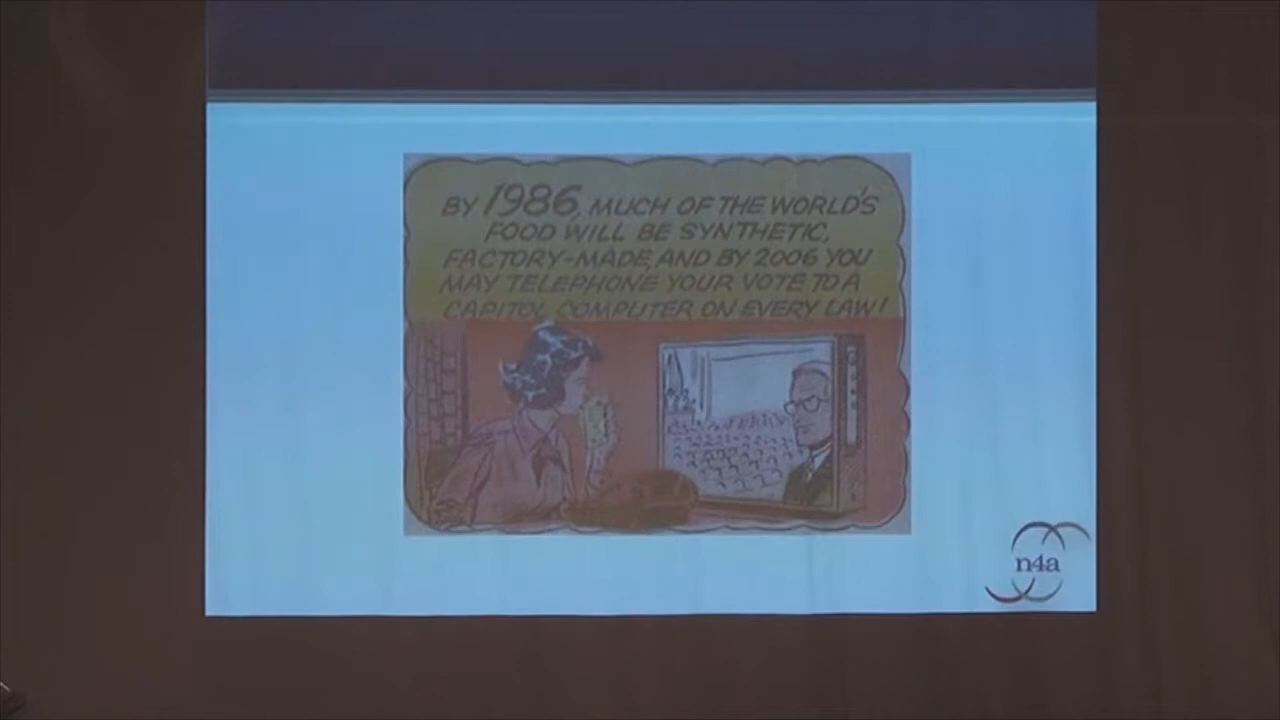 BY 1986, MUCH OF THE WORLD'S
FOOD WILL BE SYNTHETIC,
FACTORY-MADE AND BY 2006 YOU
MAY TELEPHONE YOUR VOTE TO A
CAPITOL COMPUTER ON EVERY LAW!
n4a